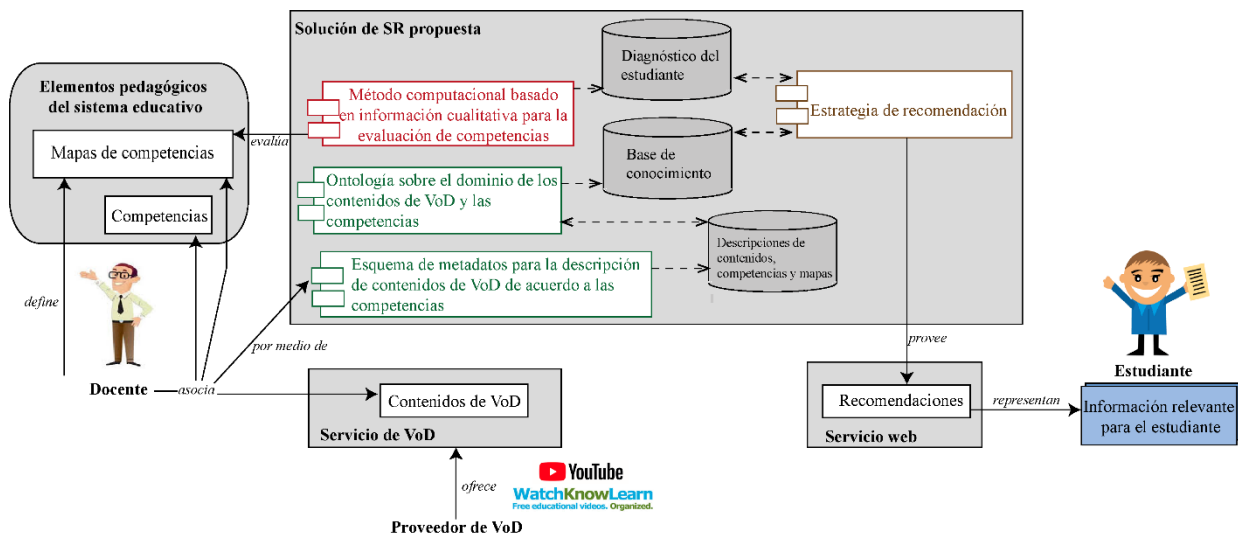 Solución de SR propuesta
Diagnóstico del
estudiante
Elementos pedagógicos
del sistema educativo
Mapas de competencias
Competencias
evalúa
Método computacional basado
en información cualitativa para la
evaluación de competencias
Estrategia de recomendación
Base de
conocimiento
Ontología sobre el dominio de los
contenidos de VoD y las
competencias
Descripciones de
contenidos,
competencias y mapas
Esquema de metadatos para la descripción
de contenidos de VoD de acuerdo a las
competencias
define
por medio de
provee
Docente
asocia
Contenidos de VoD
Servicio de VoD
Recomendaciones
Servicio web
representan
Estudiante
Información relevante
para el estudiante
ofrece
YouTube
WatchKnowLearn
Free educational videos. Organized.
Proveedor de VoD